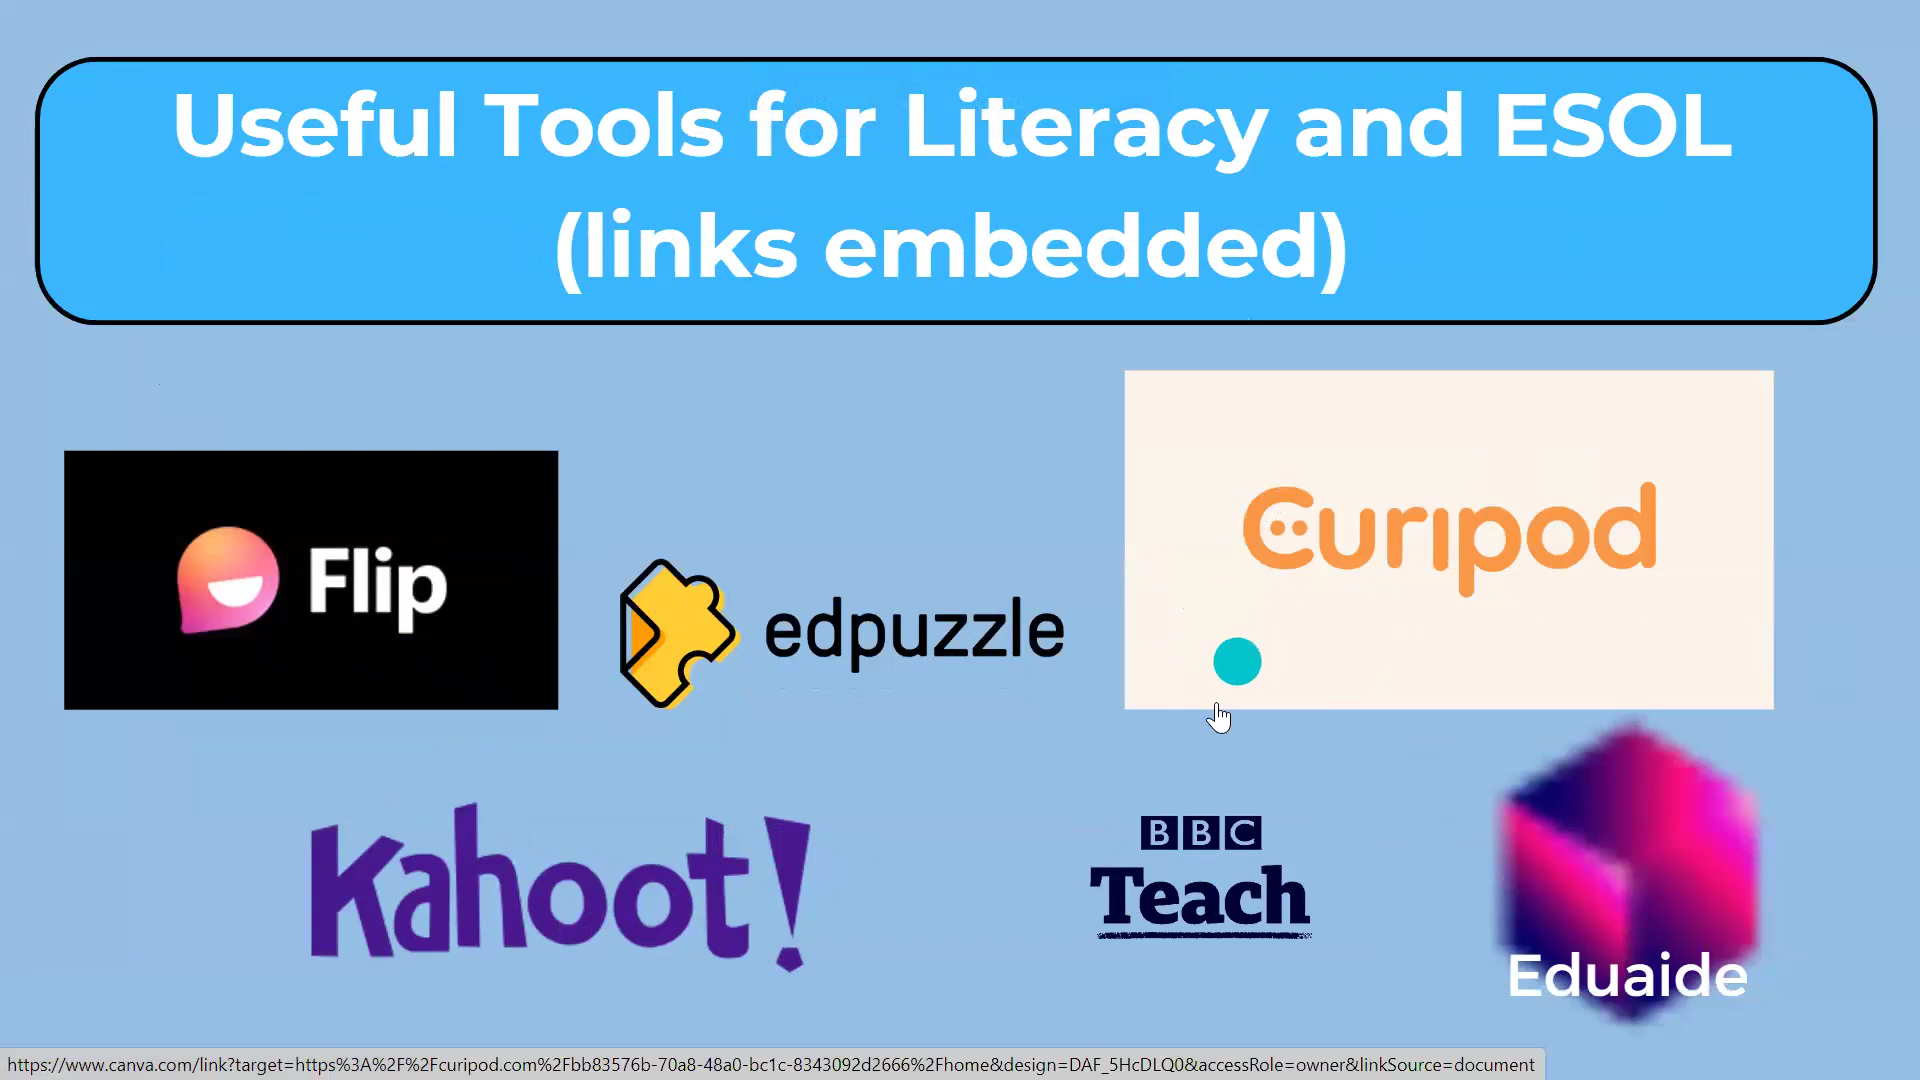 Useful Tools for Literacy and ESOL
(links embedded)
Flip
edpuzzle
Curipod
Kahoot!
BBC
Teach
Eduaide
https://www.canva.com/link?target=https%3A%2F%2Fcuripod.com%2Fbb83576b-70a8-48a0-bc1c-8343092d2666%2Fhome&design=DAF_5HcDLQ0&accessRole=owner&linkSource=document